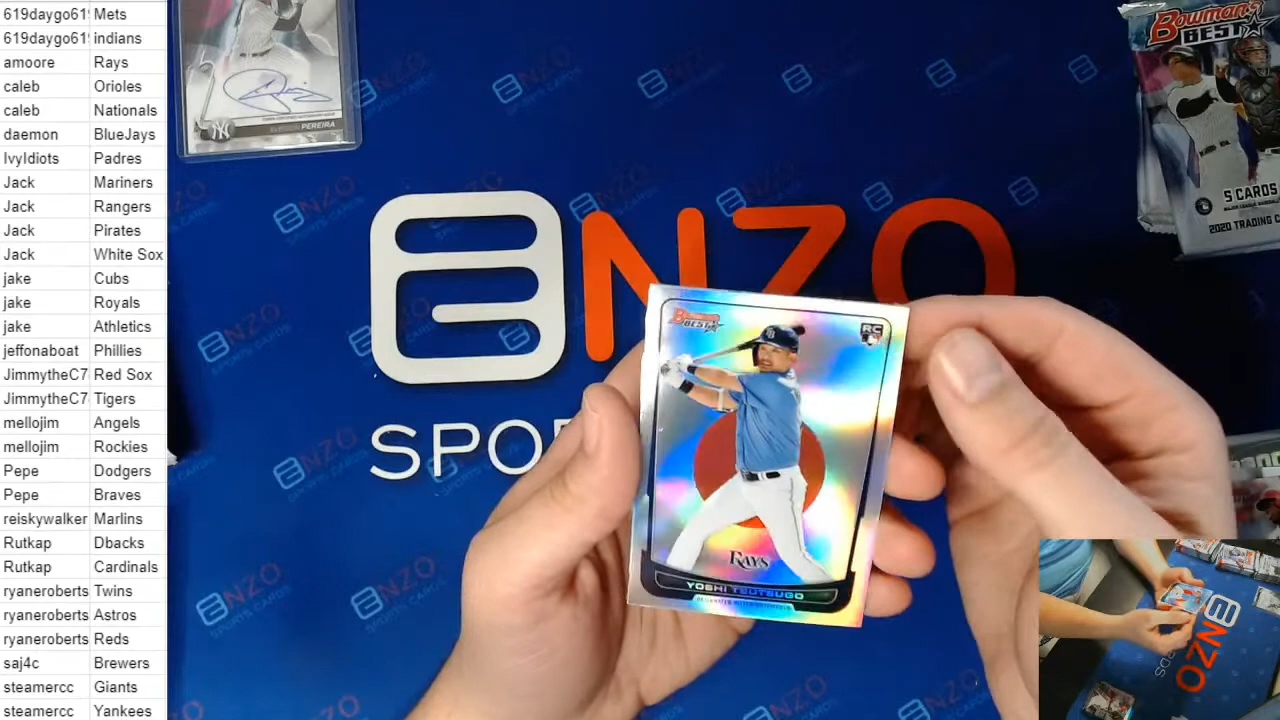 619daygo61 Mets
619daygo61 indians
amoore Rays
caleb Orioles
caleb Nationals
daemon BlueJays
IvyIdiots Padres
Jack Mariners
Jack Rangers
Jack Pirates
Jack White Sox
jake Cubs
jake Royals
jake Athletics
jeffonaboat Phillies
JimmytheC7 Red Sox
JimmytheC7 Tigers
mellojim Angels
mellojim Rockies
Pepe Dodgers
Pepe Braves
reiskywalker Marlins
Rutkap Dbacks
Rutkap Cardinals
ryaneroberts Twins
ryaneroberts Astros
ryaneroberts Reds
saj4c Brewers
steamercc Giants
steamercc Yankees
PEREIRA
Bowman's
BEST
5 CARDS
2020 TRADING C
ENZO
SPO
Bowman's
BEST
RC
RAYS
YOSHI TSUTSUGO